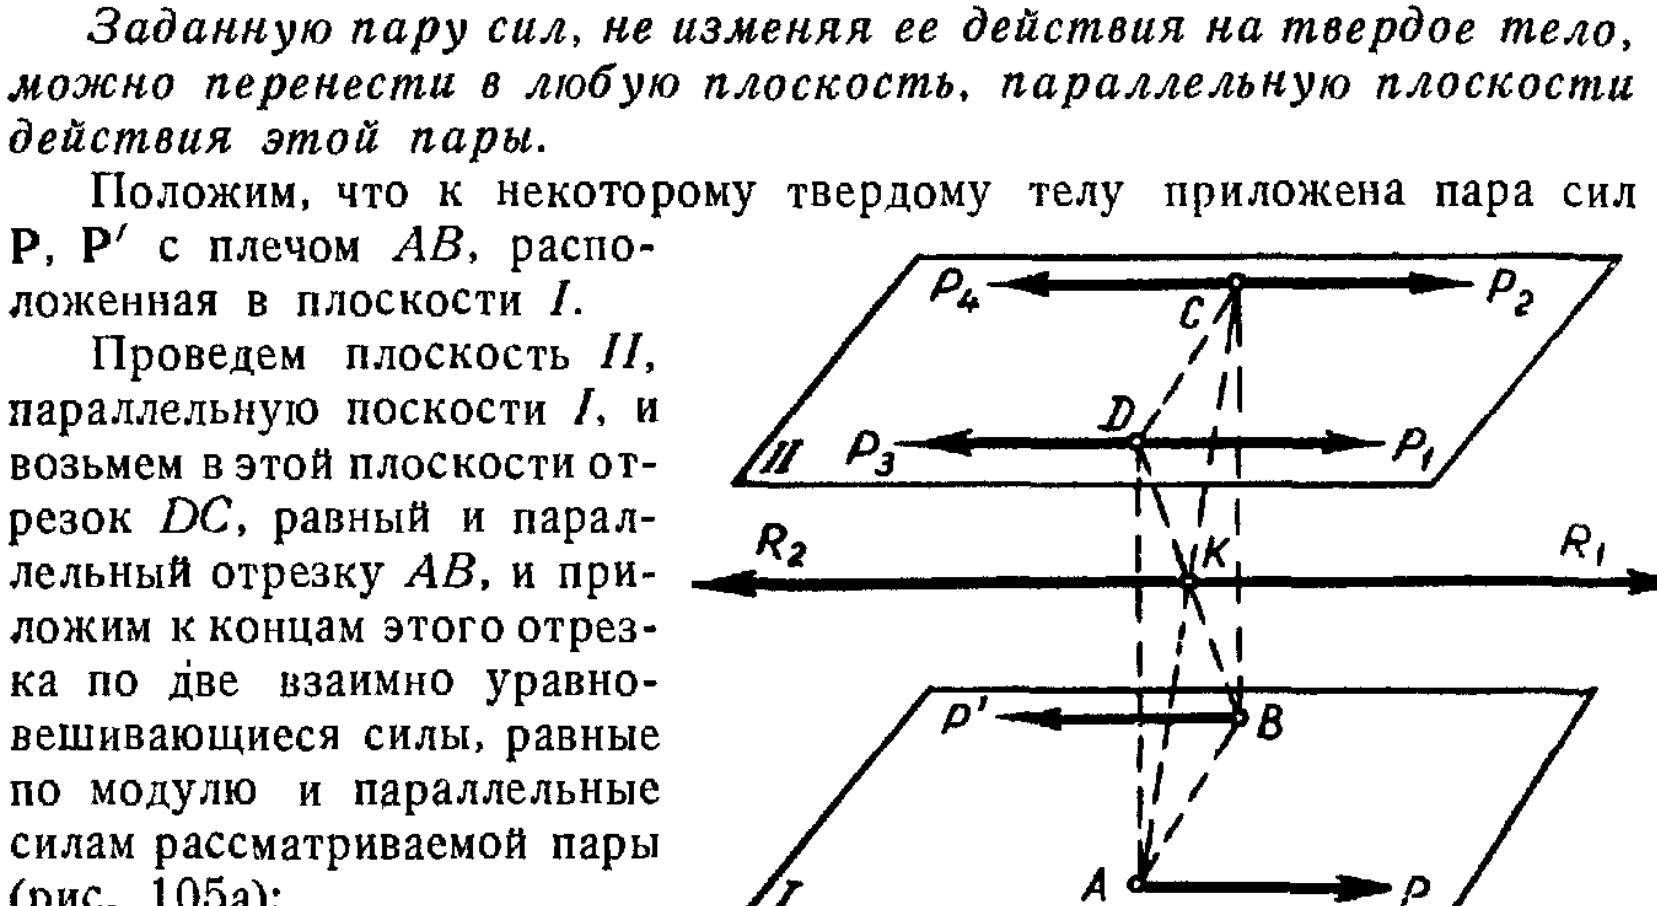 Заданную пару сил, не изменяя ее действия на твердое тело,
можно перенести в любую плоскость, параллельную плоскости
действия этой пары.
Положим, что к некоторому твердому телу приложена пара сил
P, P′ с плечом AB, распо-
ложенная в плоскости I.
Проведем плоскость II,
параллельную поскости I, и
возьмем в этой плоскости от-
резок DC, равный и парал-
лельный отрезку AB, и при-
ложим к концам этого отрез-
ка по две взаимно уравно-
вешивающиеся силы, равные
по модулю и параллельные
силам рассматриваемой пары
(рис. 105а):
P₄ C P₂
D
II P₃ P₁
R₂ K R₁
P′ B
I A P